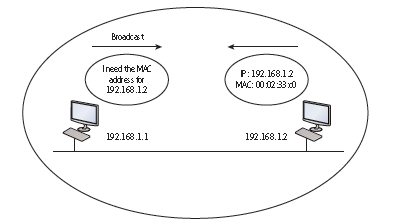 Broadcast
I need the MAC
address for
192.168.1.2
IP: 192.168.1.2
MAC: 00:02:33:x0
192.168.1.1
192.168.1.2